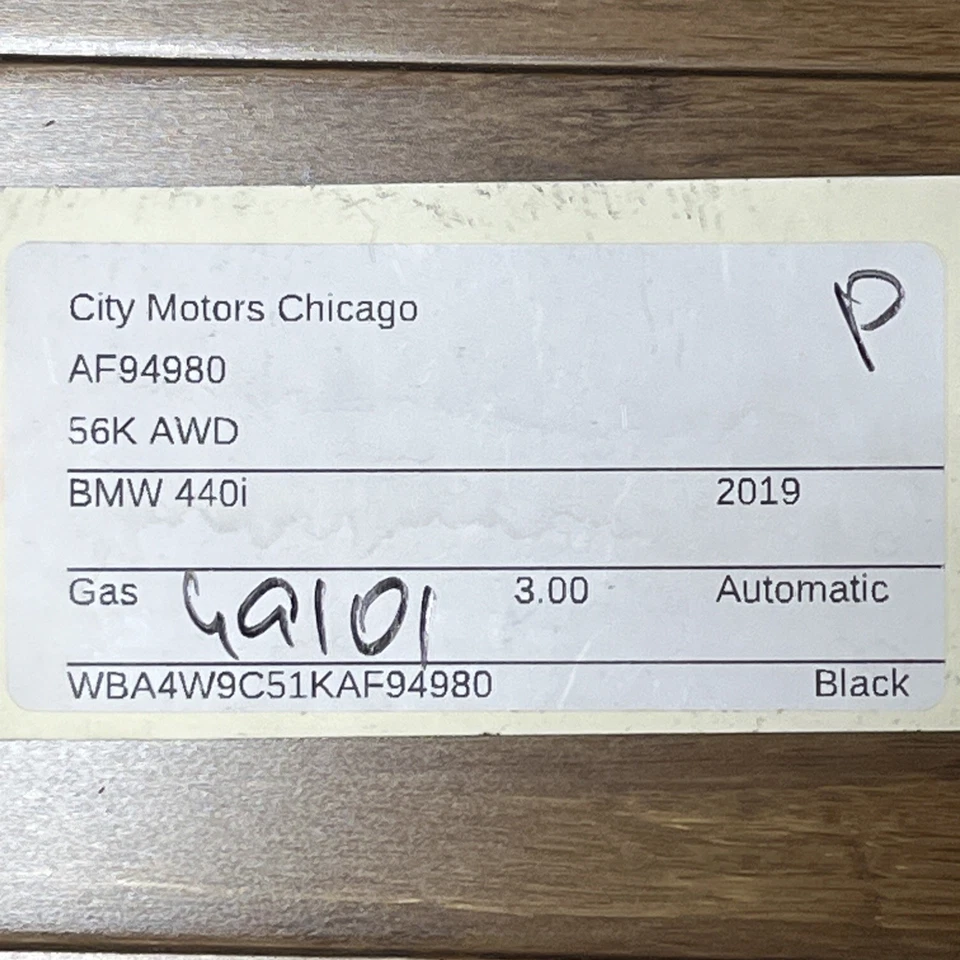 City Motors Chicago P
AF94980
56K AWD
BMW 440i 2019
Gas 49101 3.00 Automatic
WBA4W9C51KAF94980 Black